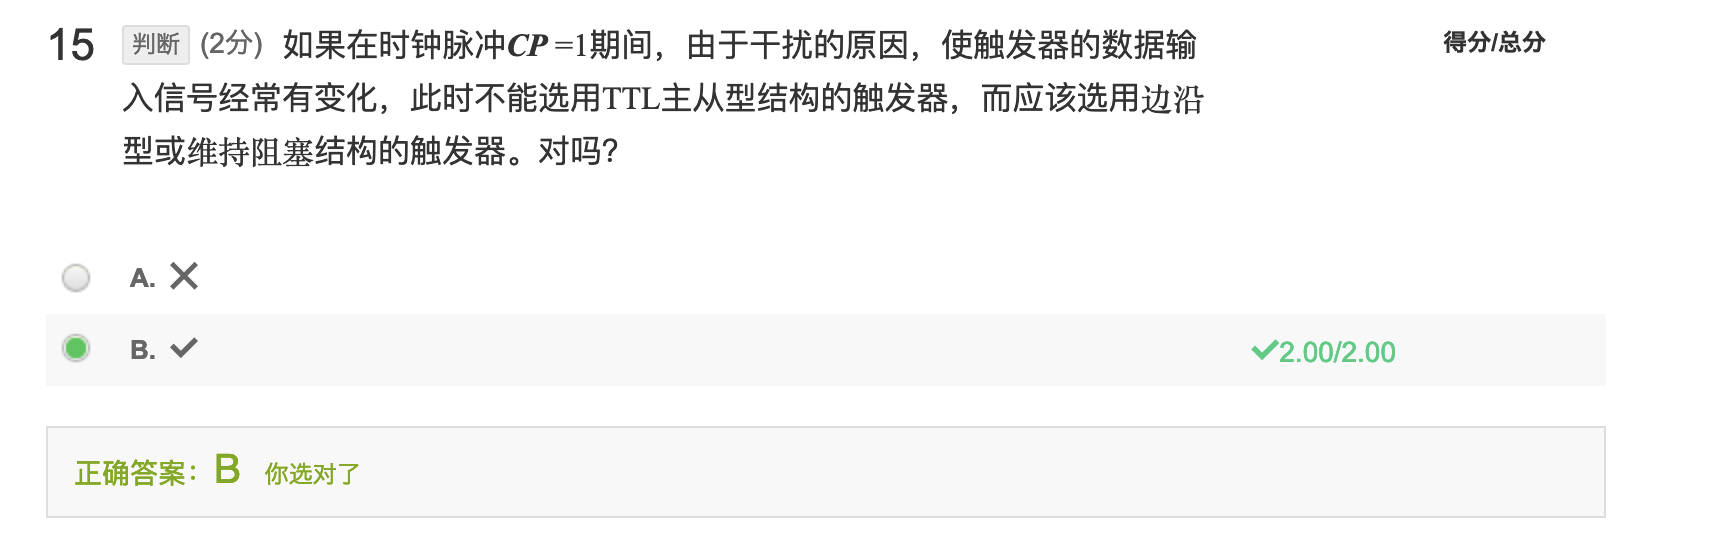 15 判断 (2分) 如果在时钟脉冲CP =1期间，由于干扰的原因，使触发器的数据输 得分/总分
入信号经常有变化，此时不能选用TTL主从型结构的触发器，而应该选用边沿
型或维持阻塞结构的触发器。对吗?
A. ✕
B. ✓ ✓2.00/2.00
正确答案：B 你选对了